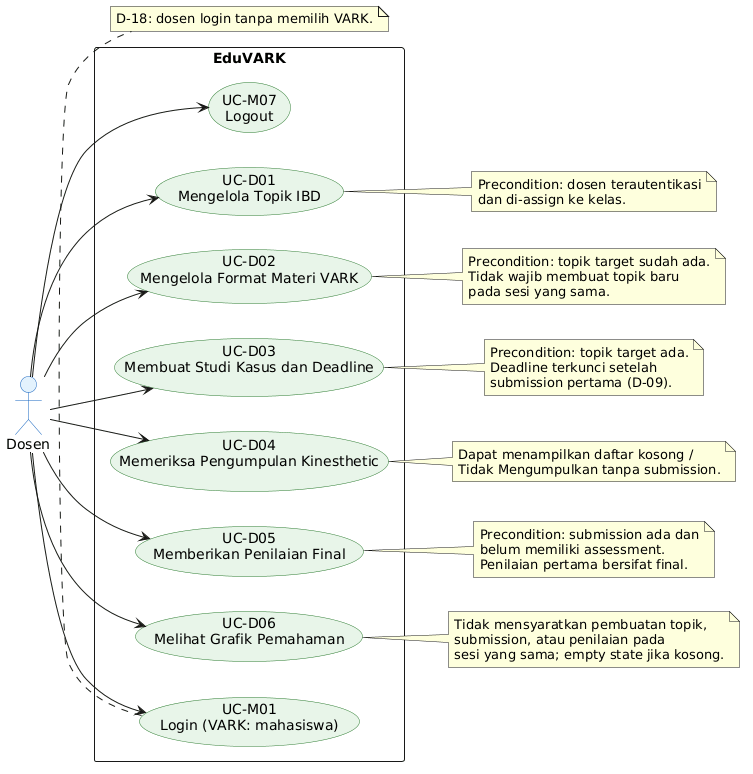 D-18: dosen login tanpa memilih VARK.
EduVARK
UC-M07
Logout
UC-D01
Mengelola Topik IBD
Precondition: dosen terautentikasi
dan di-assign ke kelas.
UC-D02
Mengelola Format Materi VARK
Precondition: topik target sudah ada.
Tidak wajib membuat topik baru
pada sesi yang sama.
UC-D03
Membuat Studi Kasus dan Deadline
Precondition: topik target ada.
Deadline terkunci setelah
submission pertama (D-09).
Dosen
UC-D04
Memeriksa Pengumpulan Kinesthetic
Dapat menampilkan daftar kosong /
Tidak Mengumpulkan tanpa submission.
UC-D05
Memberikan Penilaian Final
Precondition: submission ada dan
belum memiliki assessment.
Penilaian pertama bersifat final.
UC-D06
Melihat Grafik Pemahaman
Tidak mensyaratkan pembuatan topik,
submission, atau penilaian pada
sesi yang sama; empty state jika kosong.
UC-M01
Login (VARK: mahasiswa)